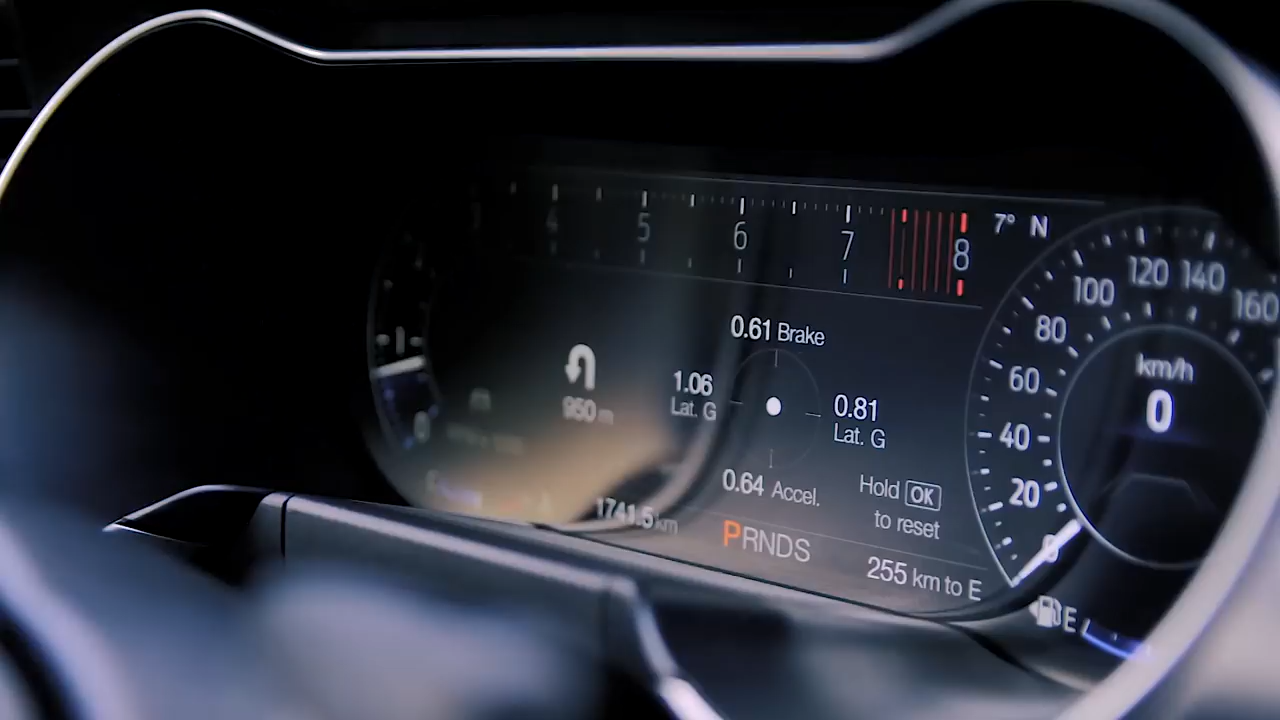 4 5 6 7 8
7° N
0.61 Brake
1.06
Lat. G
0.81
Lat. G
0.64 Accel.
950 m
Hold OK
to reset
1741.5 km
PRNDS
255 km to E
0 20 40 60 80 100 120 140 160
km/h
0
E
0